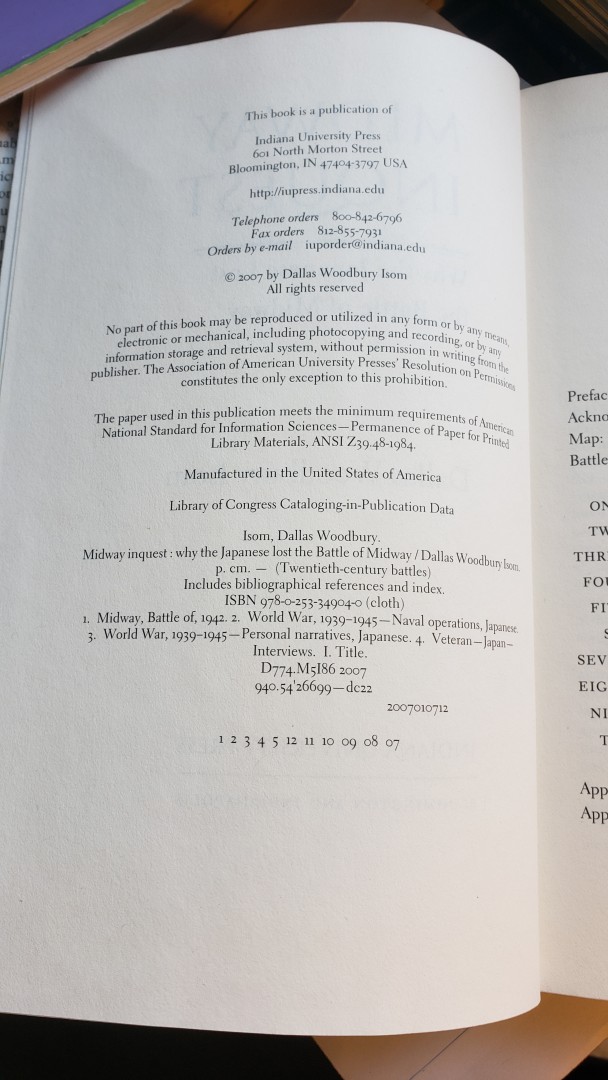 This book is a publication of
Indiana University Press
601 North Morton Street
Bloomington, IN 47404-3797 USA
http://iupress.indiana.edu
Telephone orders 800-842-6796
Fax orders 812-855-7931
Orders by e-mail iuporder@indiana.edu
© 2007 by Dallas Woodbury Isom
All rights reserved
No part of this book may be reproduced or utilized in any form or by any means,
electronic or mechanical, including photocopying and recording, or by any
information storage and retrieval system, without permission in writing from the
publisher. The Association of American University Presses' Resolution on Permissions
constitutes the only exception to this prohibition.
The paper used in this publication meets the minimum requirements of American
National Standard for Information Sciences—Permanence of Paper for Printed
Library Materials, ANSI Z39.48-1984.
Manufactured in the United States of America
Library of Congress Cataloging-in-Publication Data
Isom, Dallas Woodbury.
Midway inquest : why the Japanese lost the Battle of Midway / Dallas Woodbury Isom.
p. cm. — (Twentieth-century battles)
Includes bibliographical references and index.
ISBN 978-0-253-34904-0 (cloth)
1. Midway, Battle of, 1942. 2. World War, 1939–1945—Naval operations, Japanese.
3. World War, 1939–1945—Personal narratives, Japanese. 4. Veteran—Japan—
Interviews. I. Title.
D774.M5I86 2007
940.54'26699—dc22
2007010712
1 2 3 4 5 12 11 10 09 08 07
Prefac
Ackno
Map:
Battle
ON
TW
THR
FOU
FI
S
SEV
EIG
NI
T
App
App